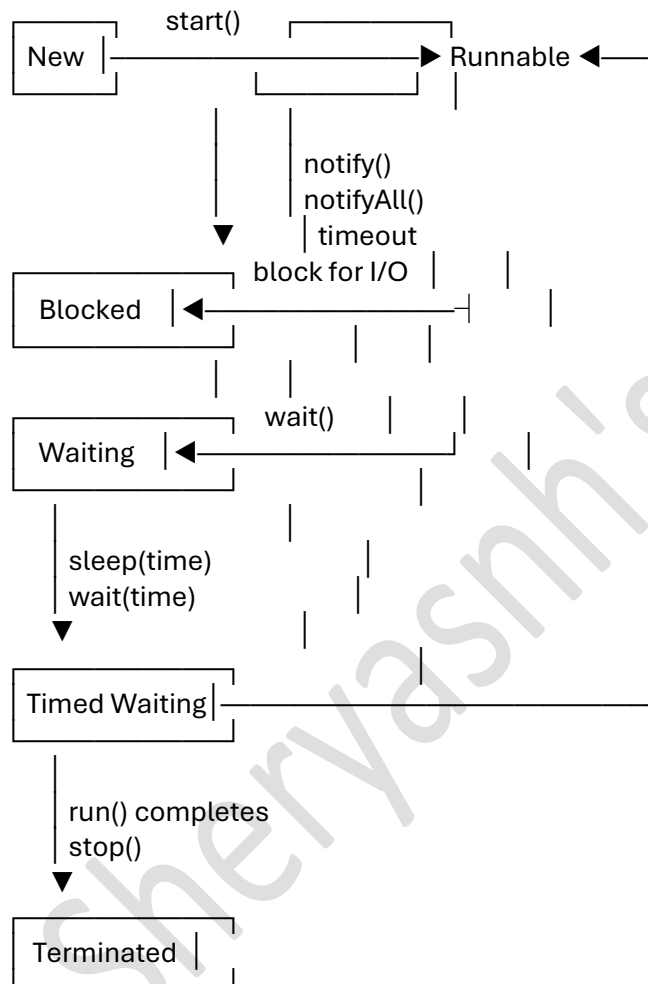 start()
New Runnable
notify()
notifyAll()
timeout
block for I/O
Blocked
wait()
Waiting
sleep(time)
wait(time)
Timed Waiting
run() completes
stop()
Terminated
Sheryasnh's